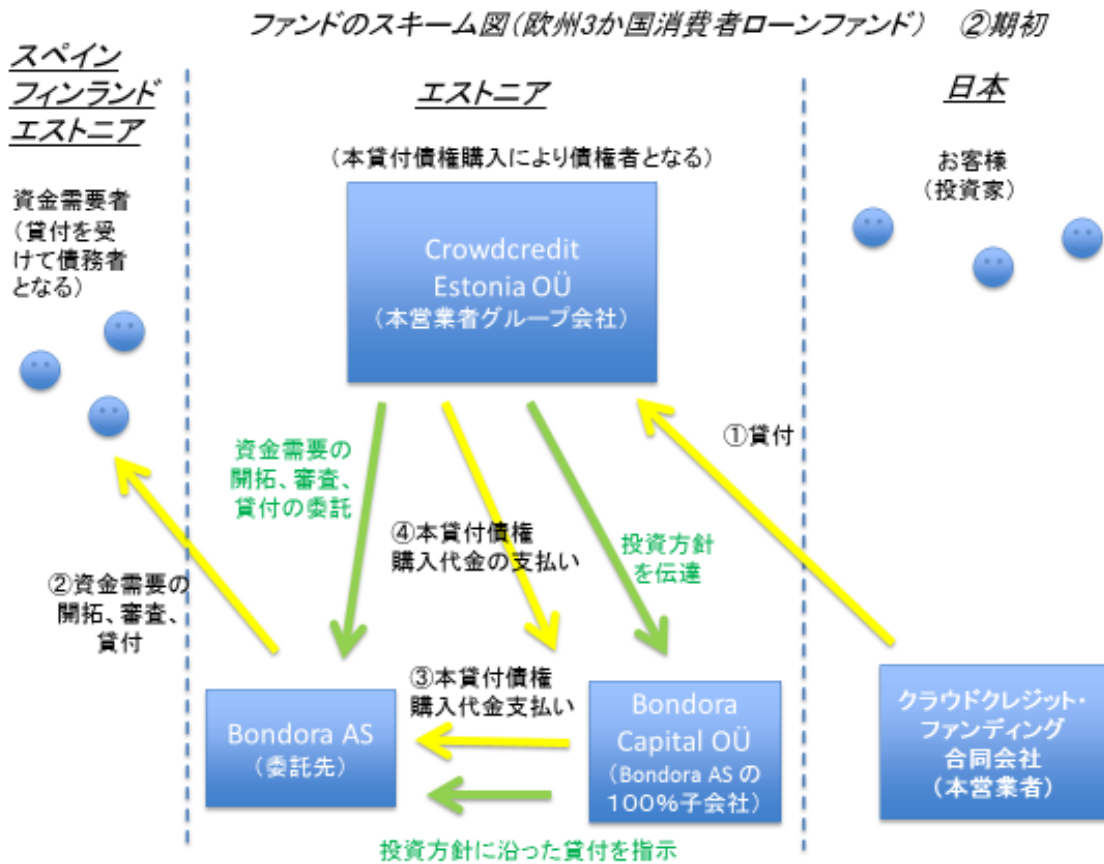 ファンドのスキーム図(欧州3か国消費者ローンファンド) ②期初
スペイン
フィンランド
エストニア
エストニア
日本
資金需要者
(貸付を受
けて債務者
となる)
(本貸付債権購入により債権者となる)
Crowdcredit
Estonia OÜ
(本営業者グループ会社)
お客様
(投資家)
①貸付
資金需要の
開拓、審査、
貸付の委託
④本貸付債権
購入代金の支払い
投資方針
を伝達
②資金需要の
開拓、審査、
貸付
③本貸付債権
購入代金支払い
Bondora AS
(委託先)
Bondora
Capital OÜ
(Bondora AS の
100%子会社)
クラウドクレジット・
ファンディング
合同会社
(本営業者)
投資方針に沿った貸付を指示